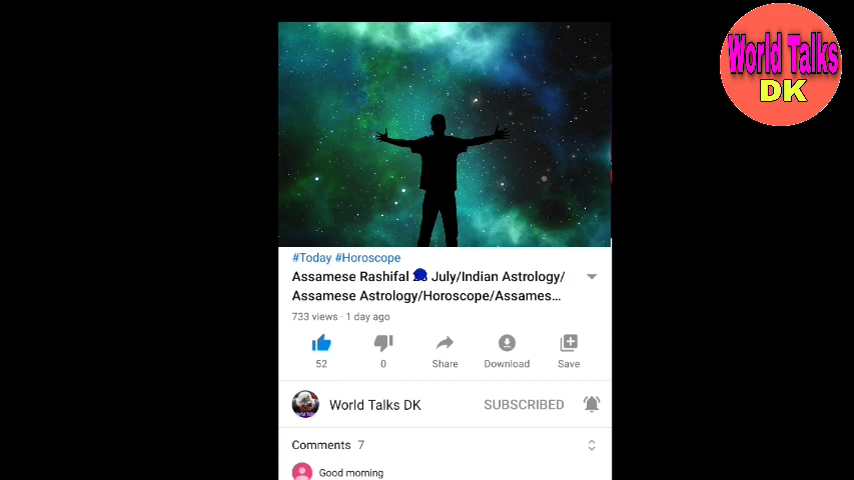 World Talks
DK
#Today #Horoscope
Assamese Rashifal July/Indian Astrology/
Assamese Astrology/Horoscope/Assames...
733 views · 1 day ago
52
0
Share
Download
Save
World Talks DK
SUBSCRIBED
Comments 7
Good morning